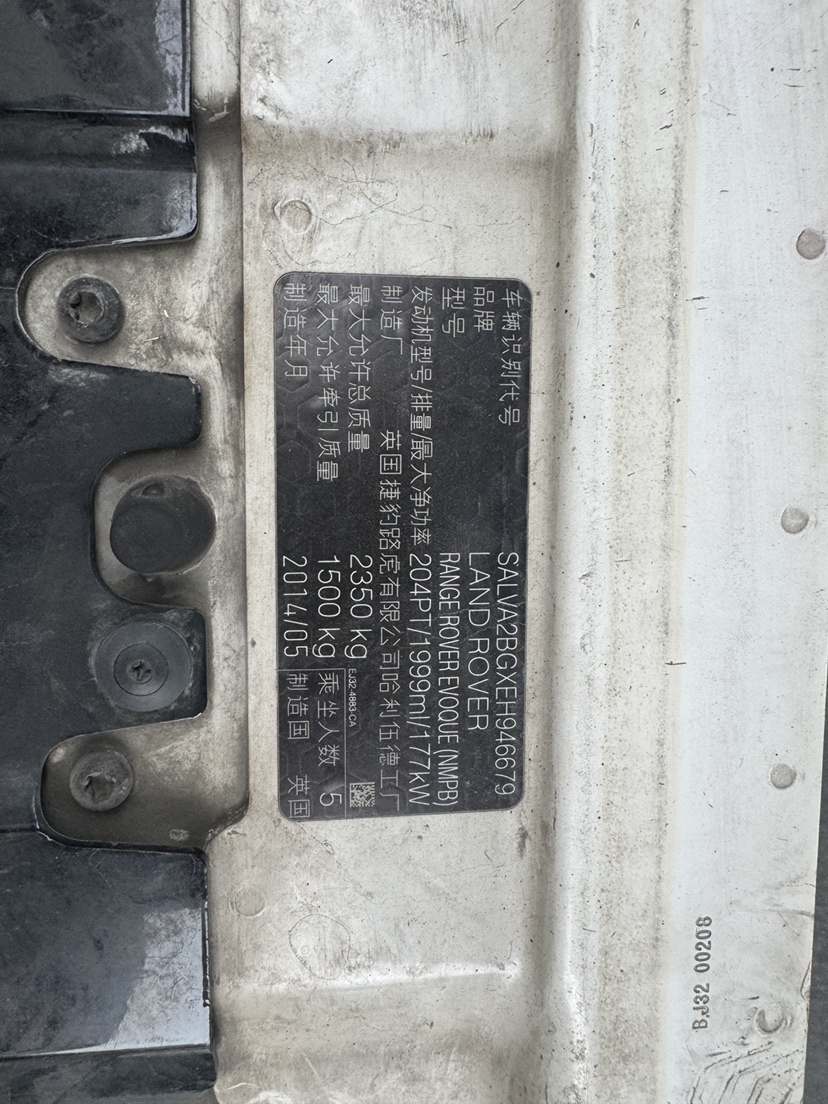 车辆识别代号 SALVA2BGXEH946679
品牌 LAND ROVER
型号 RANGE ROVER EVOQUE (NMPB)
发动机型号/排量/最大净功率 204PT/1999ml/177kW
制造厂 英国捷豹路虎有限公司哈利伍德工厂
最大允许总质量 2350 kg EJ32-4883-CA
最大允许牵引质量 1500 kg 乘坐人数 5
制造年月 2014/05 制造国 英国
BJ32 00208